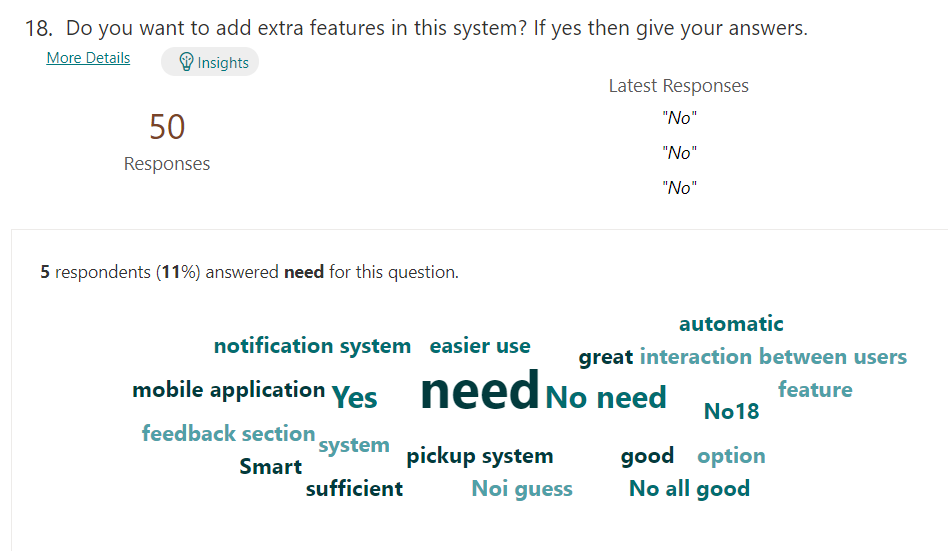 18. Do you want to add extra features in this system? If yes then give your answers.
More Details
Insights
50
Responses
Latest Responses
"No"
"No"
"No"
5 respondents (11%) answered need for this question.
automatic
notification system easier use
great interaction between users
mobile application Yes need No need feature
No18
feedback section system
Smart pickup system good option
sufficient Noi guess No all good